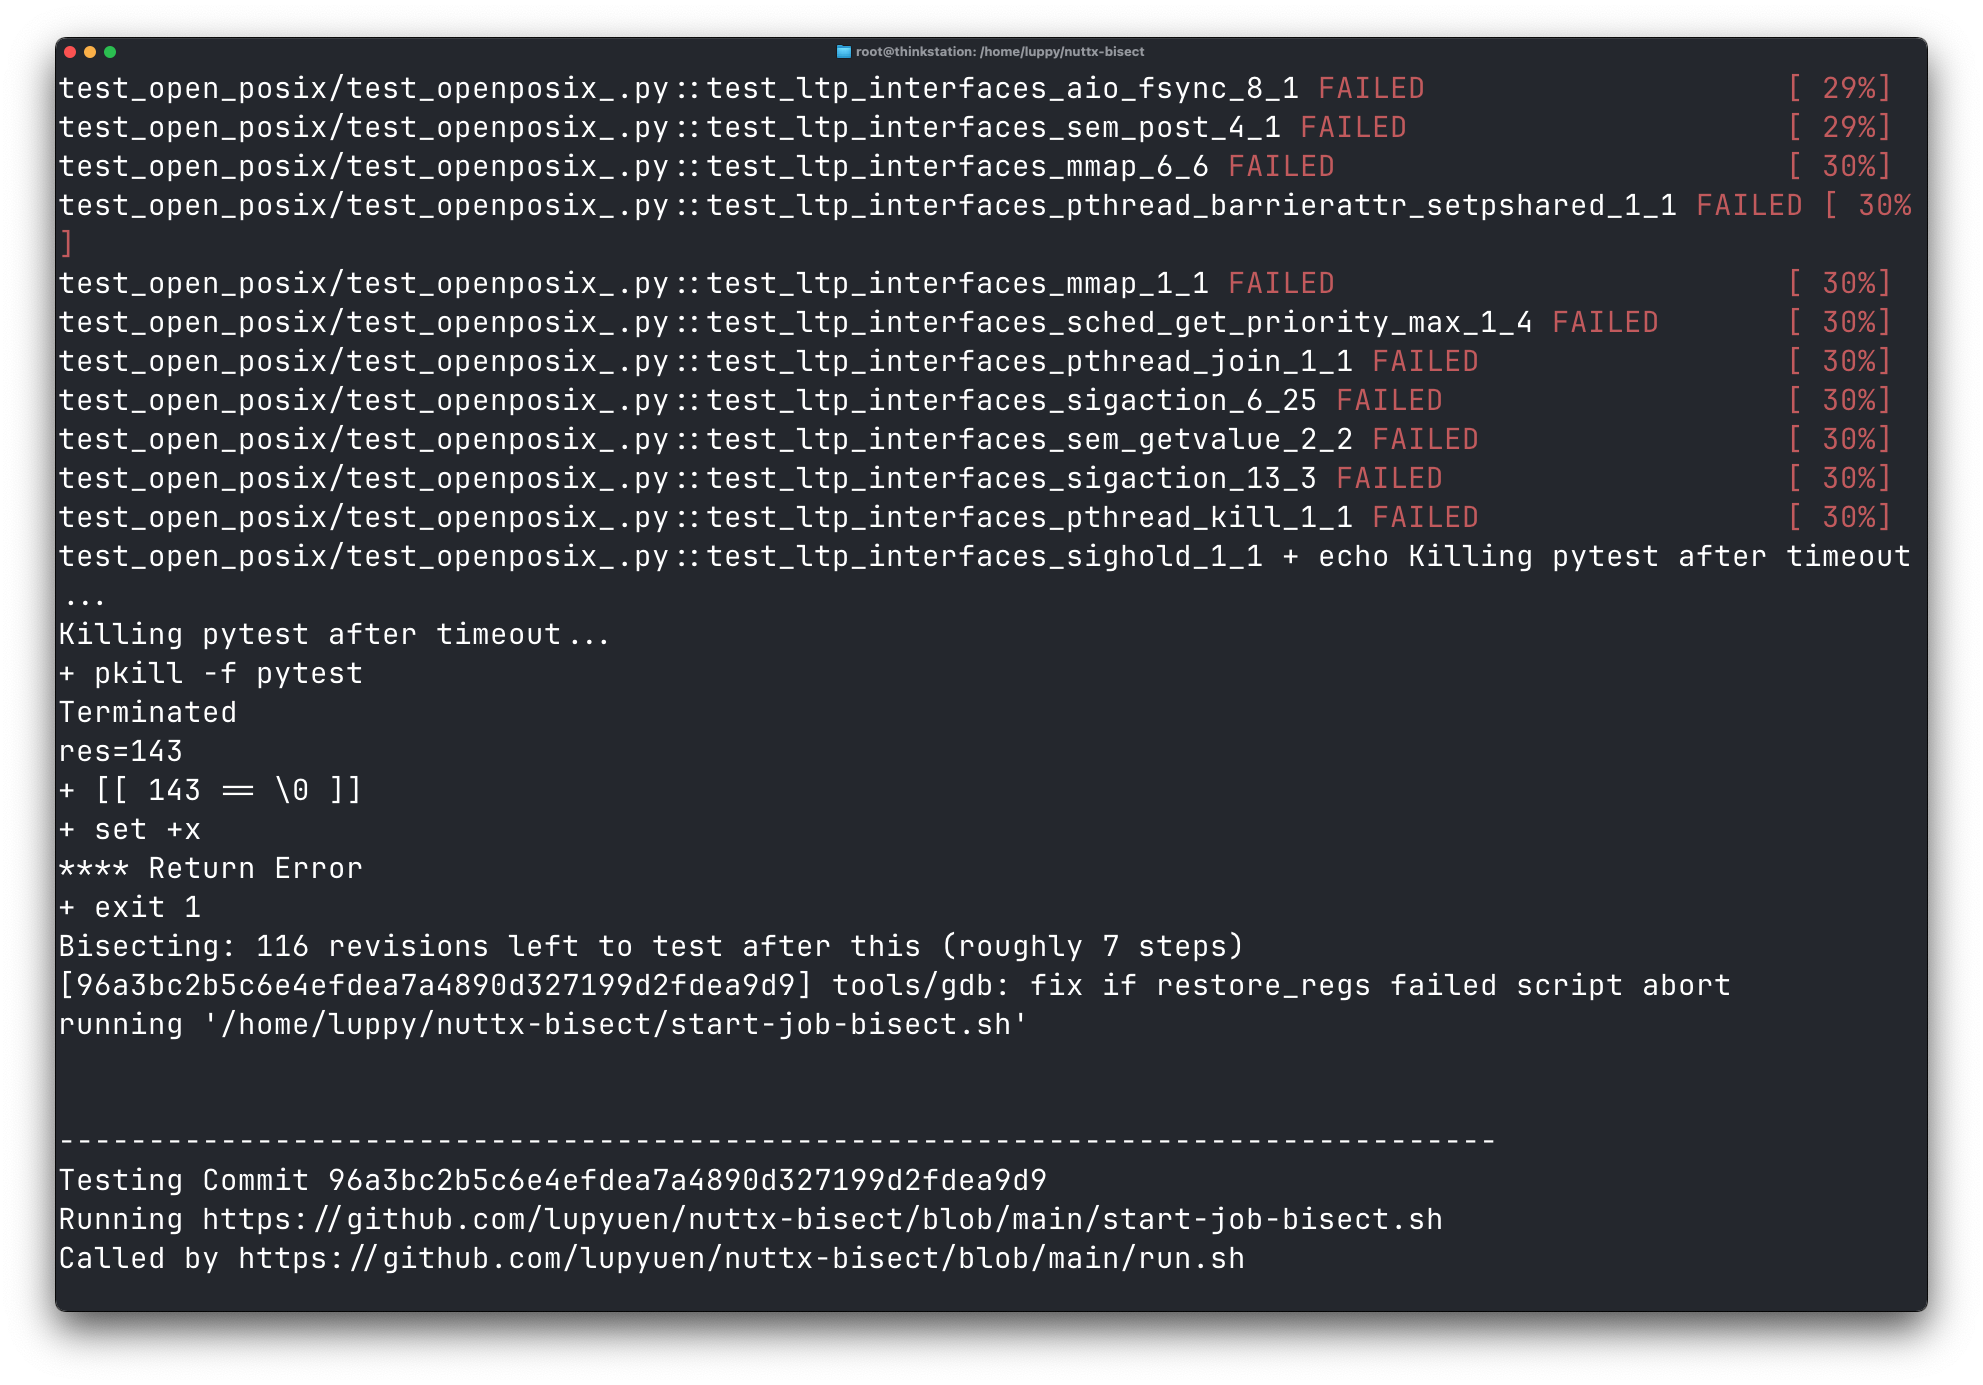 root@thinkstation: /home/luppy/nuttx-bisect
test_open_posix/test_openposix_.py::test_ltp_interfaces_aio_fsync_8_1 FAILED [ 29%]
test_open_posix/test_openposix_.py::test_ltp_interfaces_sem_post_4_1 FAILED [ 29%]
test_open_posix/test_openposix_.py::test_ltp_interfaces_mmap_6_6 FAILED [ 30%]
test_open_posix/test_openposix_.py::test_ltp_interfaces_pthread_barrierattr_setpshared_1_1 FAILED [ 30%
]
test_open_posix/test_openposix_.py::test_ltp_interfaces_mmap_1_1 FAILED [ 30%]
test_open_posix/test_openposix_.py::test_ltp_interfaces_sched_get_priority_max_1_4 FAILED [ 30%]
test_open_posix/test_openposix_.py::test_ltp_interfaces_pthread_join_1_1 FAILED [ 30%]
test_open_posix/test_openposix_.py::test_ltp_interfaces_sigaction_6_25 FAILED [ 30%]
test_open_posix/test_openposix_.py::test_ltp_interfaces_sem_getvalue_2_2 FAILED [ 30%]
test_open_posix/test_openposix_.py::test_ltp_interfaces_sigaction_13_3 FAILED [ 30%]
test_open_posix/test_openposix_.py::test_ltp_interfaces_pthread_kill_1_1 FAILED [ 30%]
test_open_posix/test_openposix_.py::test_ltp_interfaces_sighold_1_1 + echo Killing pytest after timeout
...
Killing pytest after timeout...
+ pkill -f pytest
Terminated
res=143
+ [[ 143 == \0 ]]
+ set +x
**** Return Error
+ exit 1
Bisecting: 116 revisions left to test after this (roughly 7 steps)
[96a3bc2b5c6e4efdea7a4890d327199d2fdea9d9] tools/gdb: fix if restore_regs failed script abort
running '/home/luppy/nuttx-bisect/start-job-bisect.sh'
--------------------------------------------------------------------------------
Testing Commit 96a3bc2b5c6e4efdea7a4890d327199d2fdea9d9
Running https://github.com/lupyuen/nuttx-bisect/blob/main/start-job-bisect.sh
Called by https://github.com/lupyuen/nuttx-bisect/blob/main/run.sh